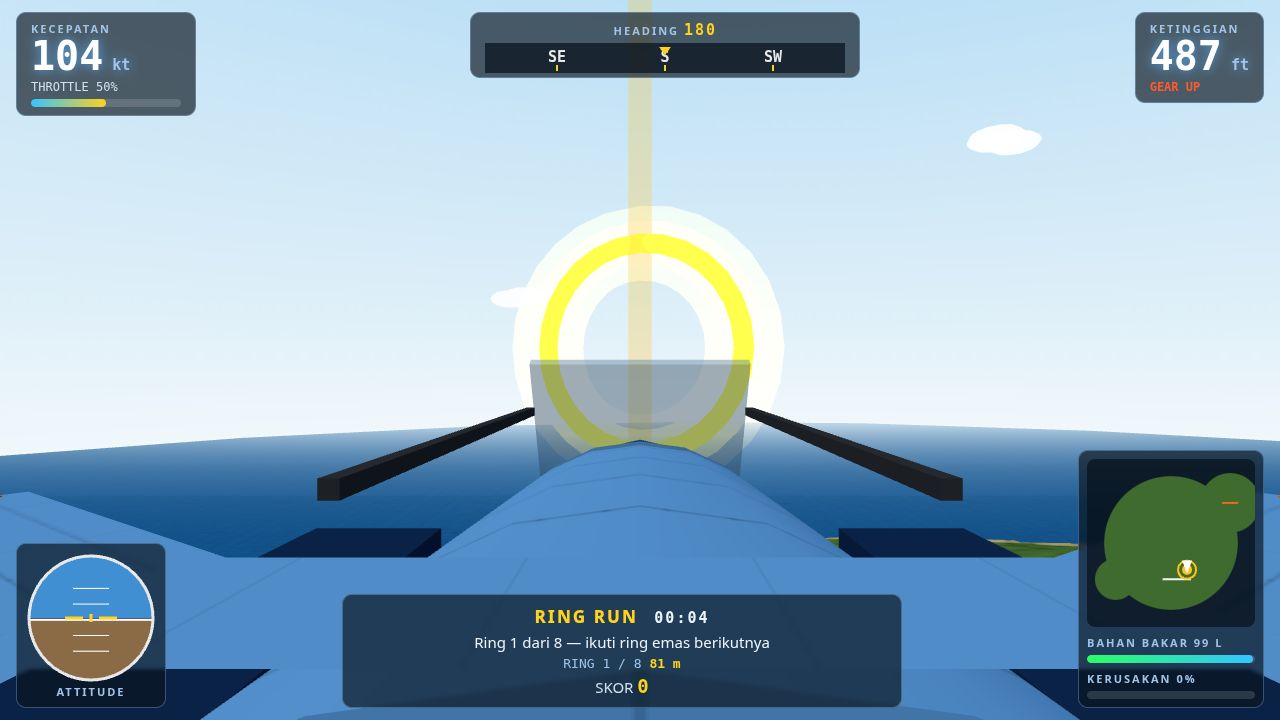 KECEPATAN
104 kt
THROTTLE 50%
HEADING 180
SE S SW
KETINGGIAN
487 ft
GEAR UP
ATTITUDE
RING RUN 00:04
Ring 1 dari 8 — ikuti ring emas berikutnya
RING 1 / 8 81 m
SKOR 0
BAHAN BAKAR 99 L
KERUSAKAN 0%